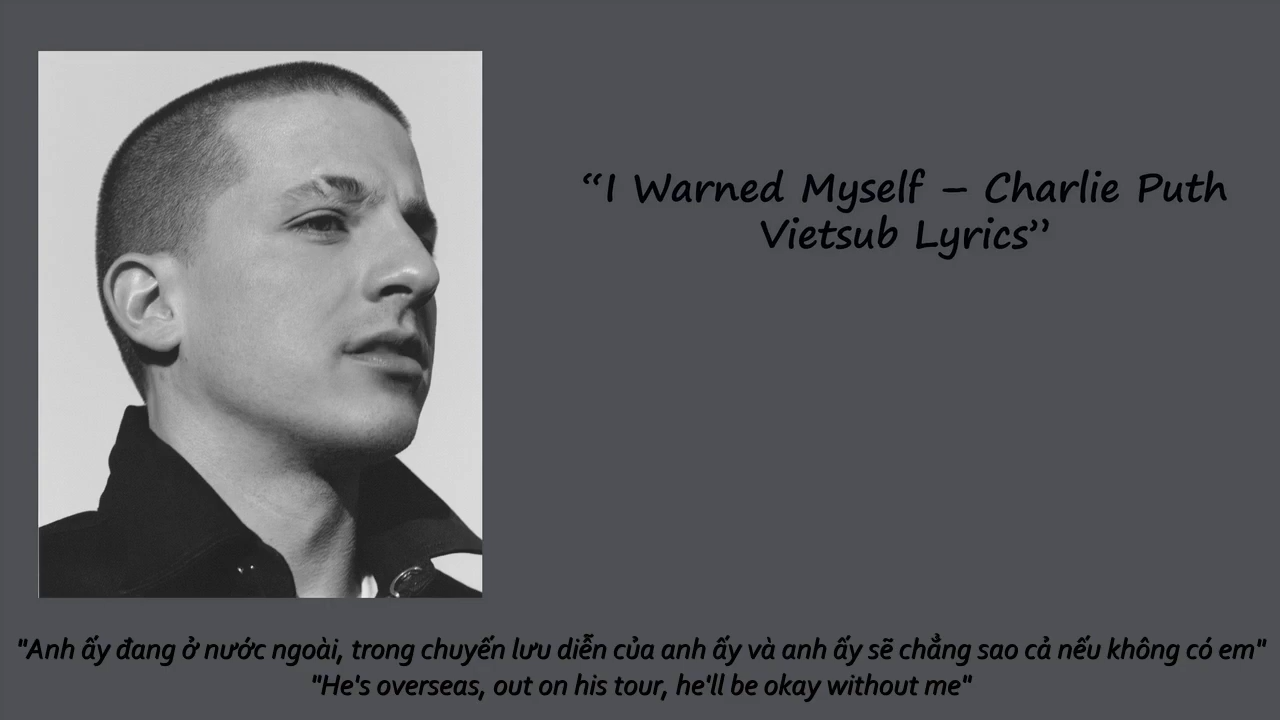 “I Warned Myself – Charlie Puth
Vietsub Lyrics”
"Anh ấy đang ở nước ngoài, trong chuyến lưu diễn của anh ấy và anh ấy sẽ chẳng sao cả nếu không có em"
"He's overseas, out on his tour, he'll be okay without me"